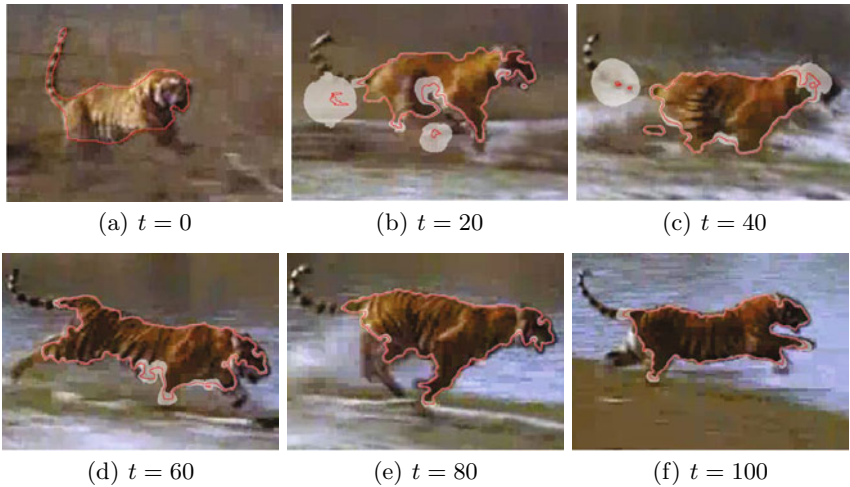 (a) t = 0
(b) t = 20
(c) t = 40
(d) t = 60
(e) t = 80
(f) t = 100